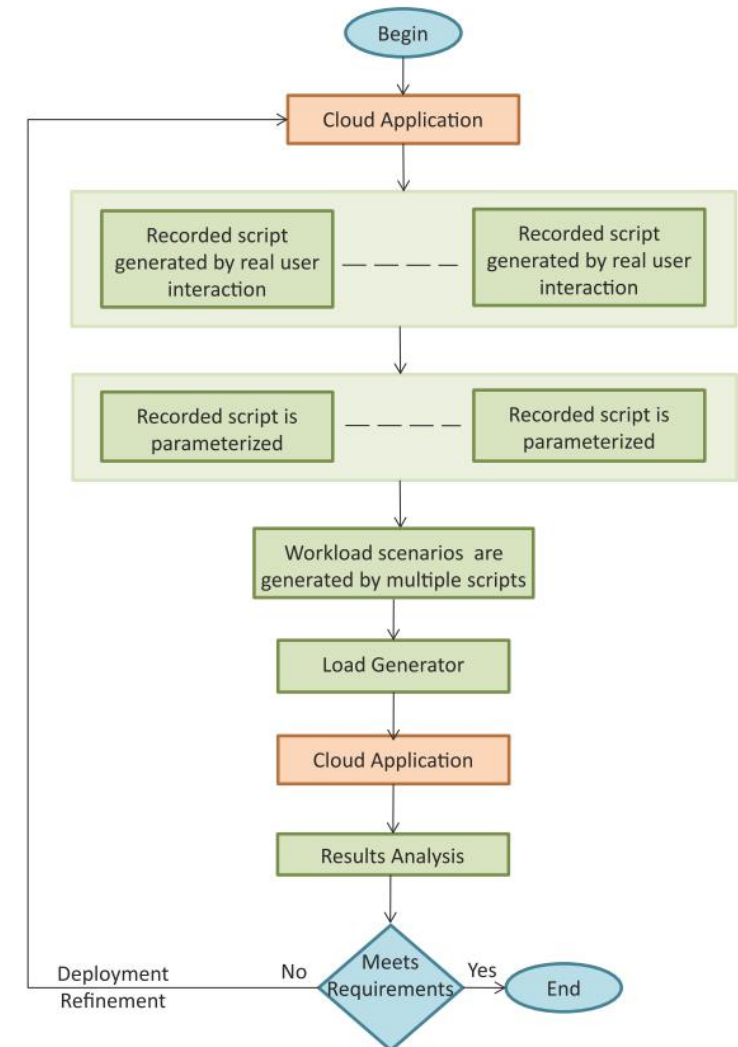 Begin
Cloud Application
Recorded script
generated by real user
interaction
Recorded script
generated by real user
interaction
Recorded script is
parameterized
Recorded script is
parameterized
Workload scenarios are
generated by multiple scripts
Load Generator
Cloud Application
Results Analysis
Meets
Requirements
Yes
End
No
Deployment
Refinement